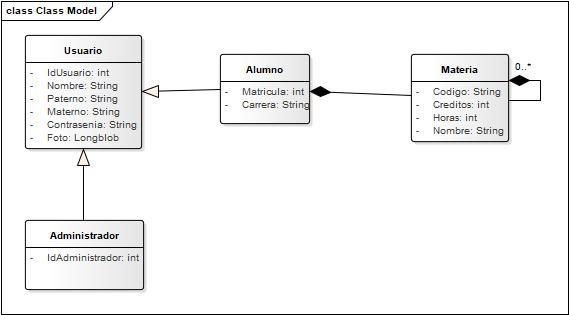 class Class Model
Usuario
- IdUsuario: int
- Nombre: String
- Paterno: String
- Materno: String
- Contrasenia: String
- Foto: Longblob
Alumno
- Matricula: int
- Carrera: String
Materia
- Codigo: String
- Creditos: int
- Horas: int
- Nombre: String
0..*
Administrador
- IdAdministrador: int